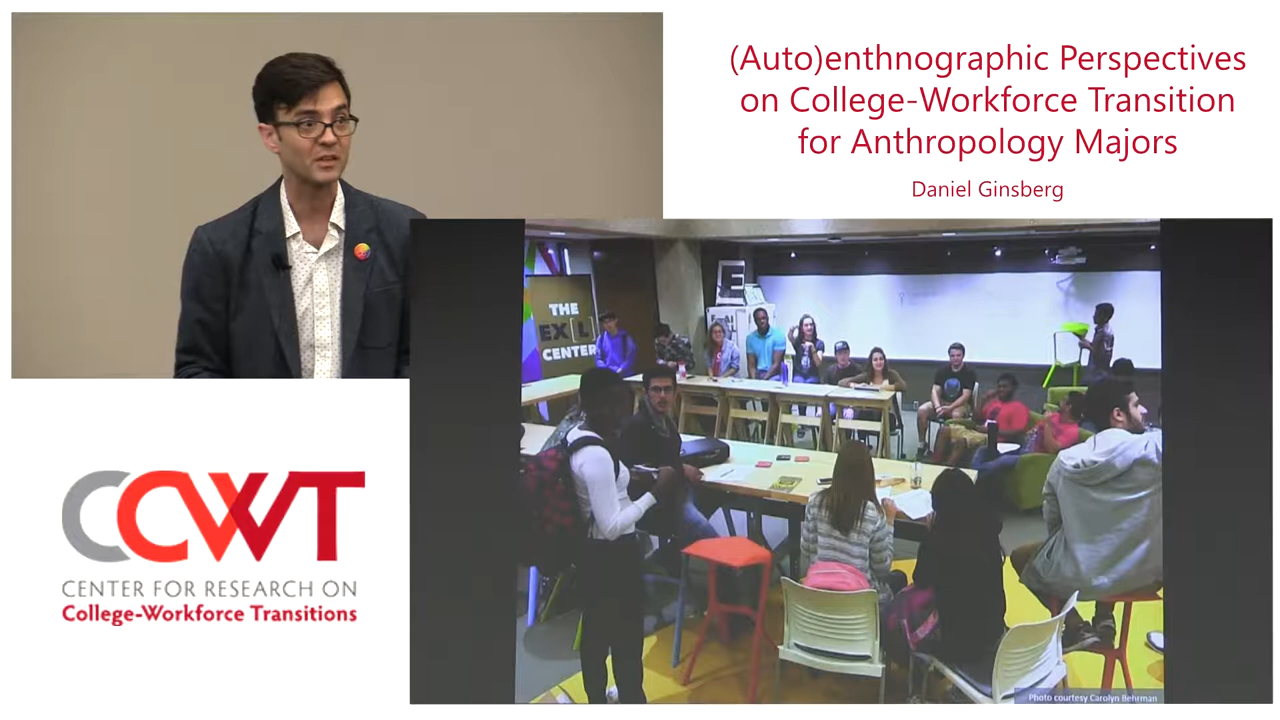 (Auto)enthnographic Perspectives
on College-Workforce Transition
for Anthropology Majors
Daniel Ginsberg
THE
EX[L]
CENTER
E
CCWT
CENTER FOR RESEARCH ON
College-Workforce Transitions
Photo courtesy Carolyn Behrman